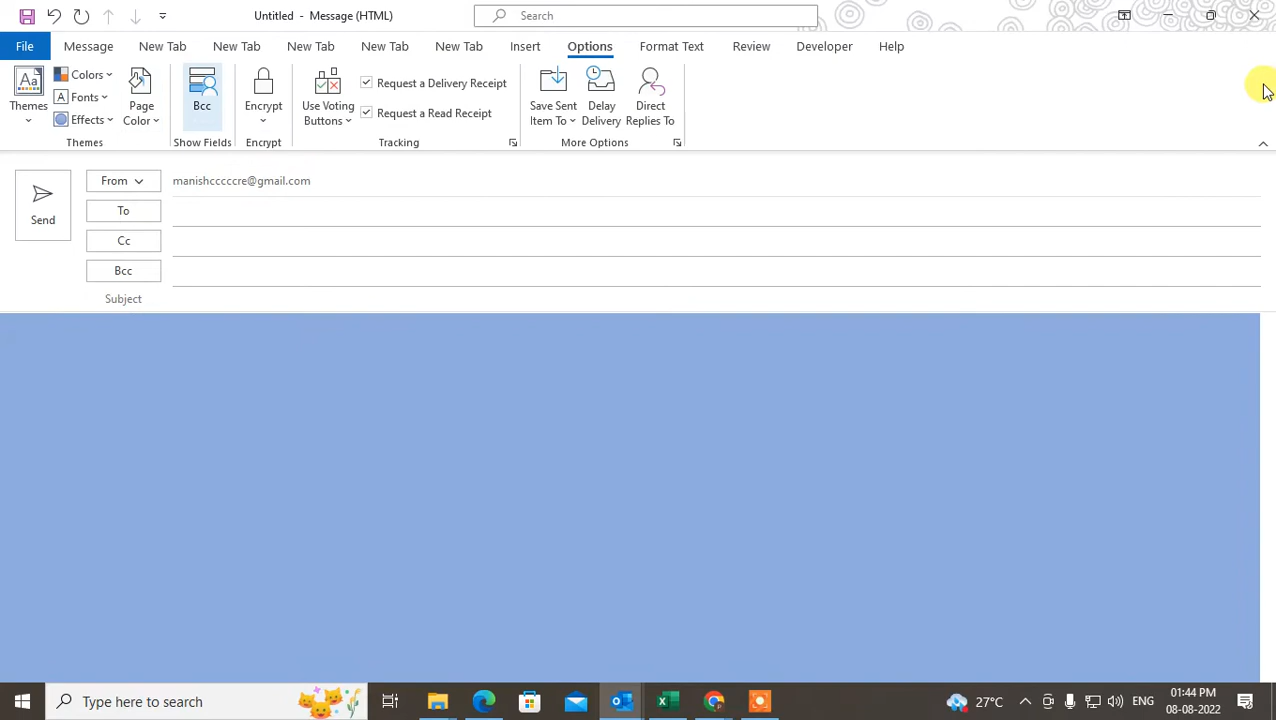 Untitled - Message (HTML)
Search
File Message New Tab New Tab New Tab New Tab New Tab Insert Options Format Text Review Developer Help
Themes
Colors
Fonts
Effects
Page Color
Themes
Bcc
Show Fields
Encrypt
Encrypt
Use Voting Buttons
Request a Delivery Receipt
Request a Read Receipt
Tracking
Save Sent Item To
Delay Delivery
Direct Replies To
More Options
Send
From manishcccccre@gmail.com
To
Cc
Bcc
Subject
Type here to search
27°C
ENG
01:44 PM
08-08-2022